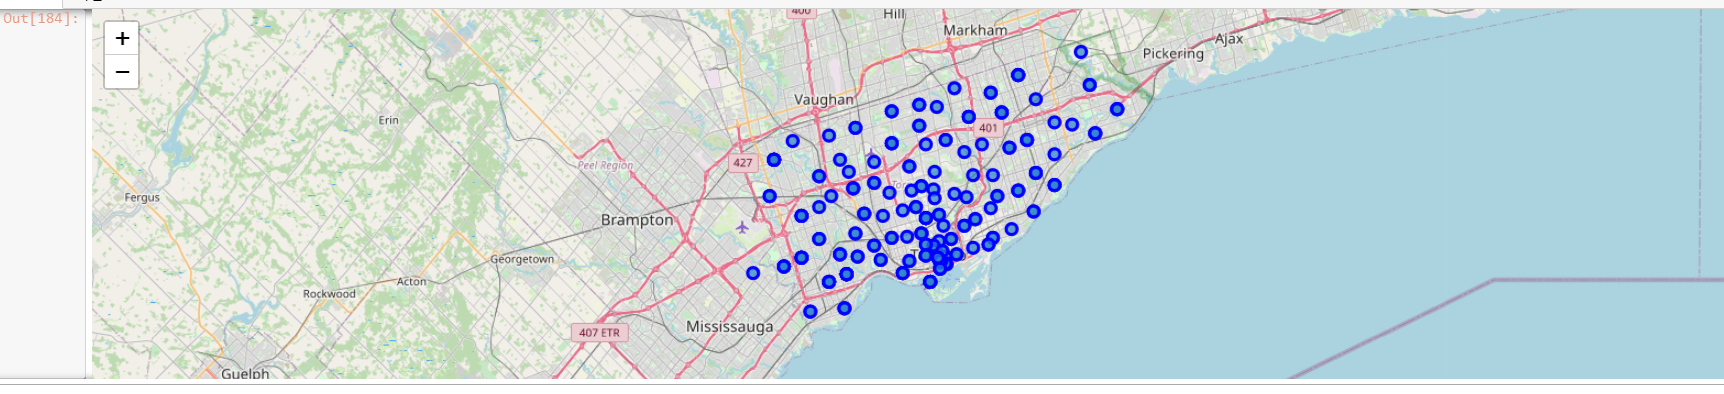 Out[184]:
+
−
400
Hill
Markham
Ajax
Pickering
Vaughan
Erin
401
427
Peel Region
Fergus
Brampton
Georgetown
Acton
Rockwood
Mississauga
407 ETR
Guelph